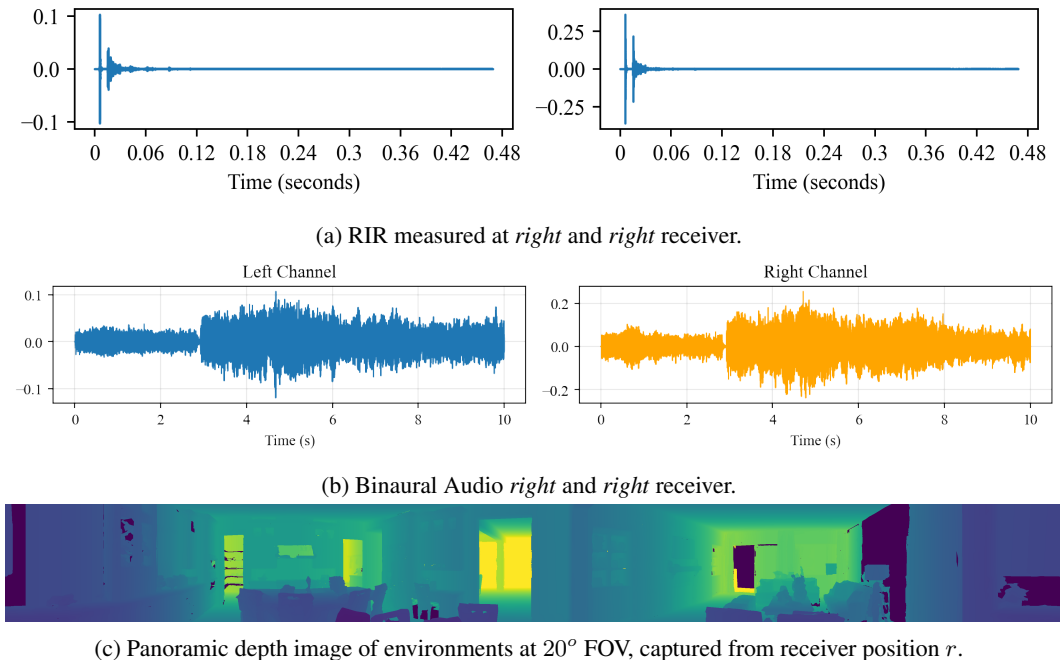 0.1
0.0
−0.1
0 0.06 0.12 0.18 0.24 0.3 0.36 0.42 0.48
Time (seconds)
0.25
0.00
−0.25
0 0.06 0.12 0.18 0.24 0.3 0.36 0.42 0.48
Time (seconds)
(a) RIR measured at right and right receiver.
Left Channel
0.1
0.0
−0.1
0 2 4 6 8 10
Time (s)
Right Channel
0.2
0.0
−0.2
0 2 4 6 8 10
Time (s)
(b) Binaural Audio right and right receiver.
(c) Panoramic depth image of environments at 20° FOV, captured from receiver position r.